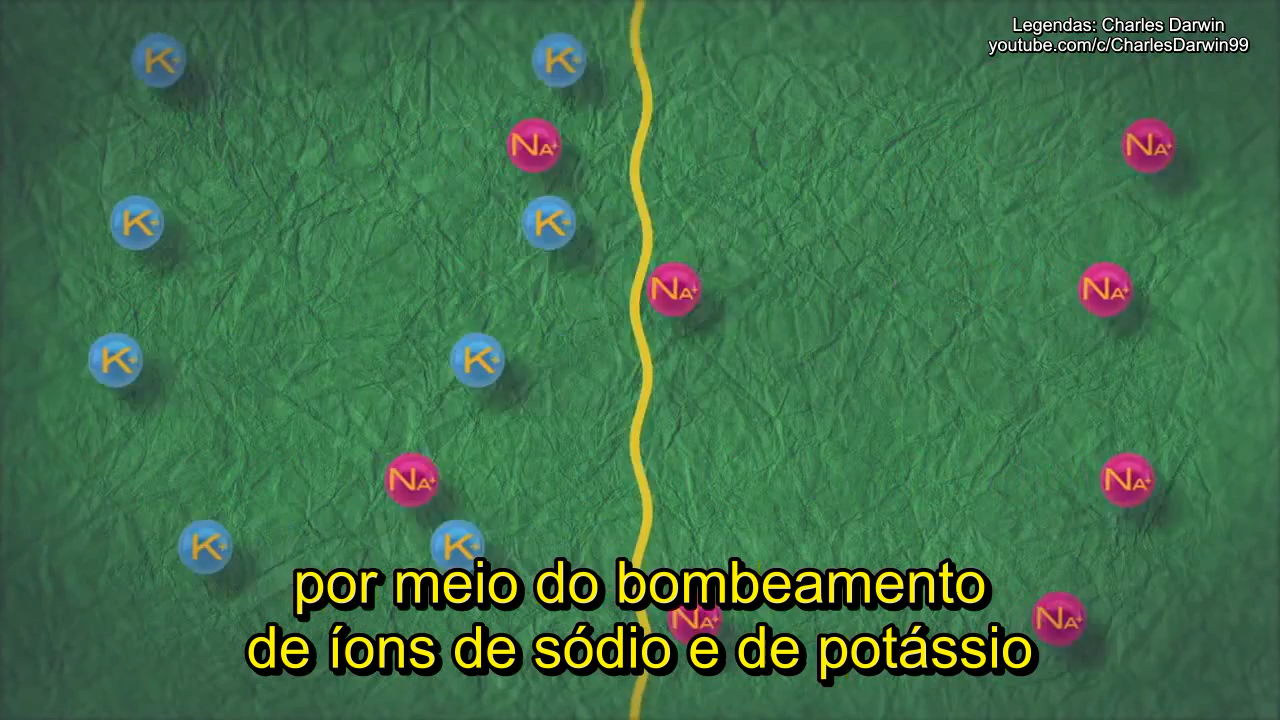 Legendas: Charles Darwin
youtube.com/c/CharlesDarwin99
K+
K+
Na+
Na+
K+
K+
Na+
Na+
K+
K+
Na+
Na+
K+
K+
por meio do bombeamento
Na+
Na+
de íons de sódio e de potássio